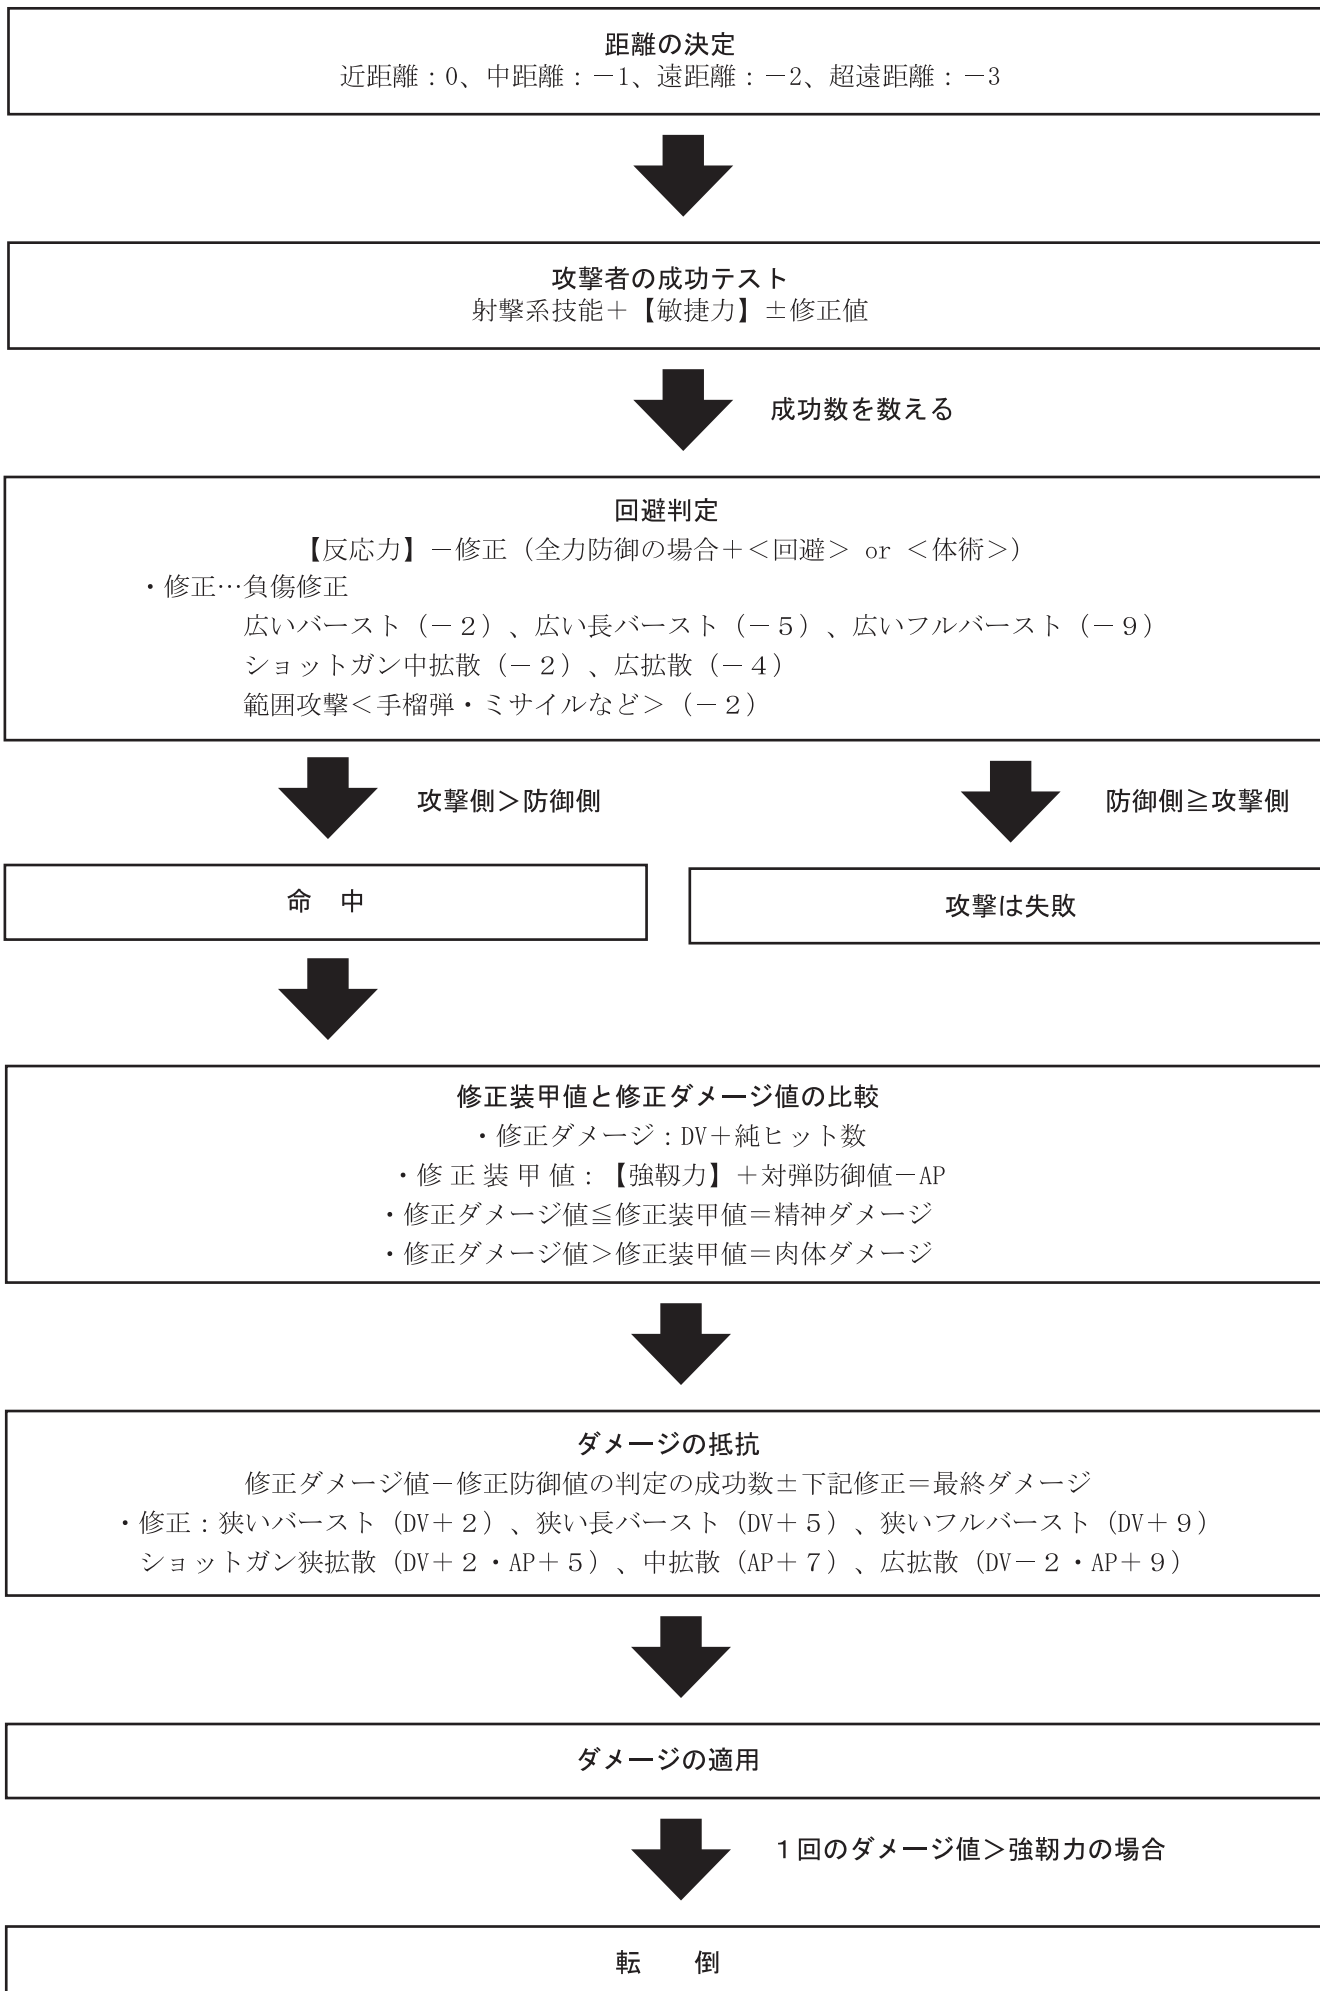 距離の決定
近距離：0、中距離：－1、遠距離：－2、超遠距離：－3
攻撃者の成功テスト
射撃系技能＋【敏捷力】±修正値
成功数を数える
回避判定
【反応力】－修正（全力防御の場合＋＜回避＞ or ＜体術＞）
・修正…負傷修正
広いバースト（－２）、広い長バースト（－５）、広いフルバースト（－９）
ショットガン中拡散（－２）、広拡散（－４）
範囲攻撃＜手榴弾・ミサイルなど＞（－２）
攻撃側＞防御側
防御側≧攻撃側
命　中
攻撃は失敗
修正装甲値と修正ダメージ値の比較
・修正ダメージ：DV＋純ヒット数
・修 正 装 甲 値：【強靱力】＋対弾防御値－AP
・修正ダメージ値≦修正装甲値＝精神ダメージ
・修正ダメージ値＞修正装甲値＝肉体ダメージ
ダメージの抵抗
修正ダメージ値－修正防御値の判定の成功数±下記修正＝最終ダメージ
・修正：狭いバースト（DV＋２）、狭い長バースト（DV＋５）、狭いフルバースト（DV＋９）
ショットガン狭拡散（DV＋２・AP＋５）、中拡散（AP＋７）、広拡散（DV－２・AP＋９）
ダメージの適用
１回のダメージ値＞強靱力の場合
転　　倒